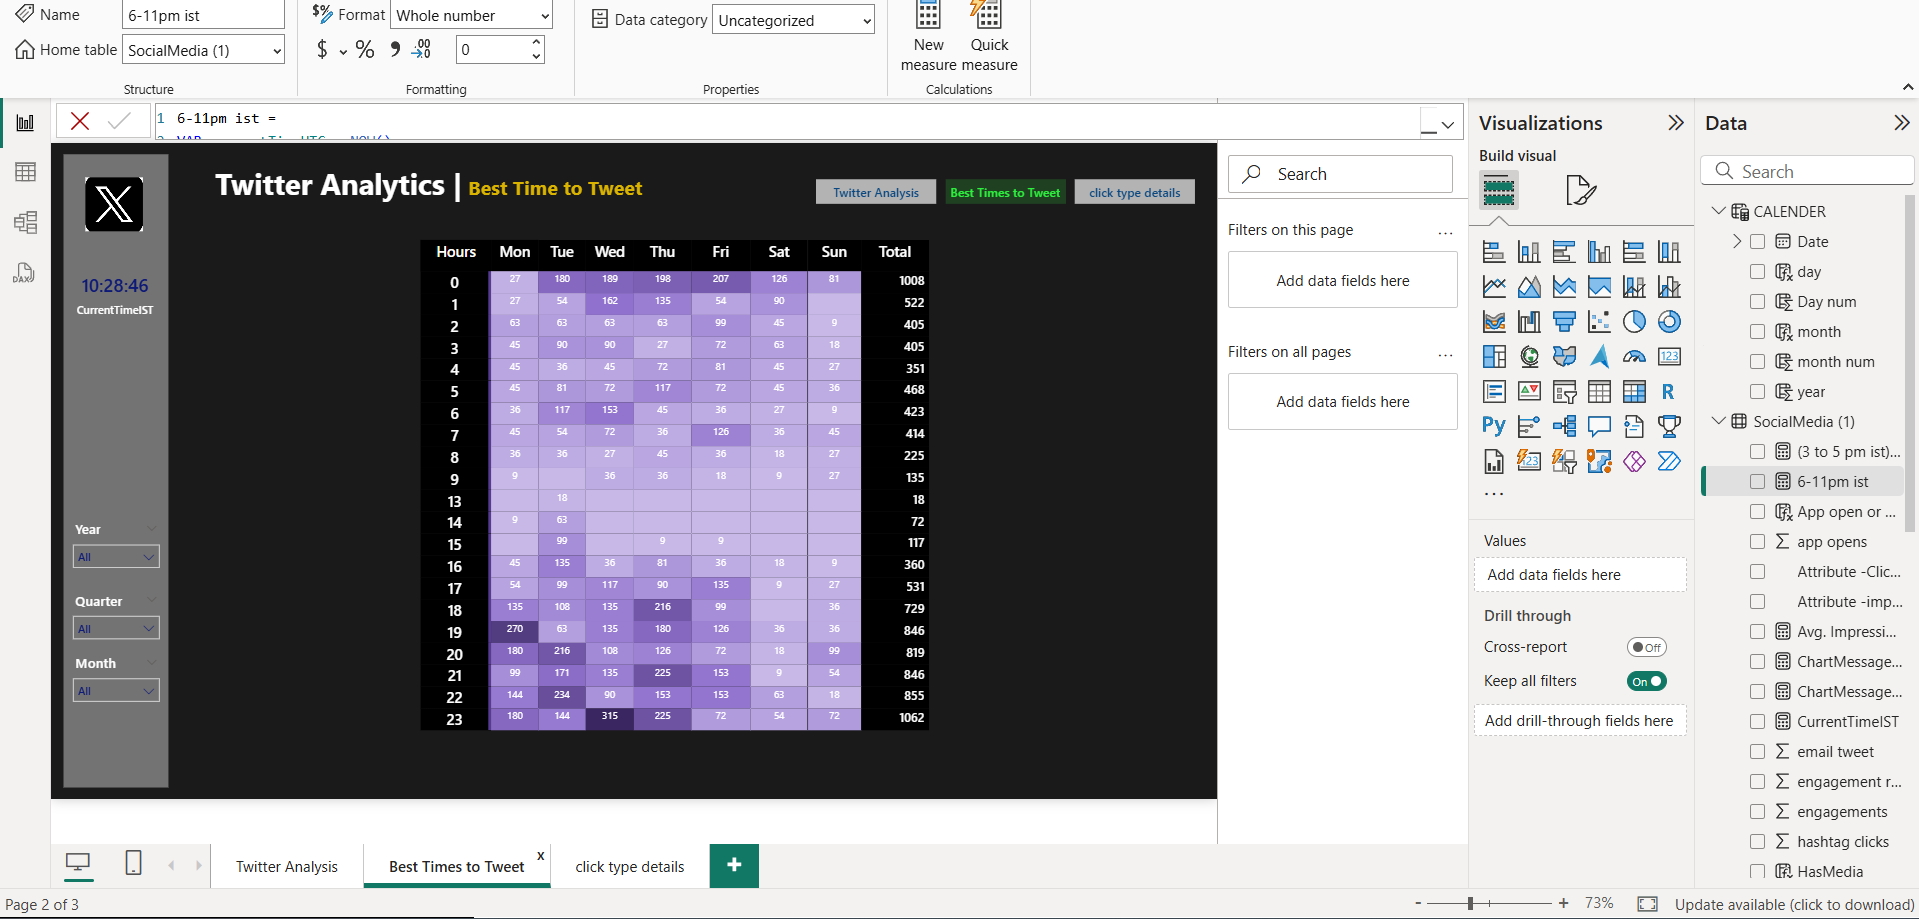 Name 6-11pm ist
Home table SocialMedia (1)
Structure
$% Format Whole number
$ % , .00 0
Formatting
Data category Uncategorized
Properties
New measure
Quick measure
Calculations
1 6-11pm ist =
X
10:28:46
CurrentTimeIST
Year
All
Quarter
All
Month
All
Twitter Analytics | Best Time to Tweet
Twitter Analysis Best Times to Tweet click type details
Hours Mon Tue Wed Thu Fri Sat Sun Total
0 27 180 189 198 207 126 81 1008
1 27 54 162 135 54 90 522
2 63 63 63 63 99 45 9 405
3 45 90 90 27 72 63 18 405
4 45 36 45 72 81 45 27 351
5 45 81 72 117 72 45 36 468
6 36 117 153 45 36 27 9 423
7 45 54 72 36 126 36 45 414
8 36 36 27 45 36 18 27 225
9 9 36 36 18 9 27 135
13 18 18
14 9 63 72
15 99 9 9 117
16 45 135 36 81 36 18 9 360
17 54 99 117 90 135 9 27 531
18 135 108 135 216 99 36 729
19 270 63 135 180 126 36 36 846
20 180 216 108 126 72 18 99 819
21 99 171 135 225 153 9 54 846
22 144 234 90 153 153 63 18 855
23 180 144 315 225 72 54 72 1062
Search
Filters on this page ...
Add data fields here
Filters on all pages ...
Add data fields here
Visualizations
Build visual
123
R
Py
123
...
Values
Add data fields here
Drill through
Cross-report Off
Keep all filters On
Add drill-through fields here
Data
Search
CALENDER
Date
day
Day num
month
month num
year
SocialMedia (1)
(3 to 5 pm ist)...
6-11pm ist
App open or ...
app opens
Attribute -Clic...
Attribute -imp...
Avg. Impressi...
ChartMessage...
ChartMessage...
CurrentTimeIST
email tweet
engagement r...
engagements
hashtag clicks
HasMedia
DAX
Twitter Analysis Best Times to Tweet x click type details +
Page 2 of 3
- + 73% Update available (click to download)